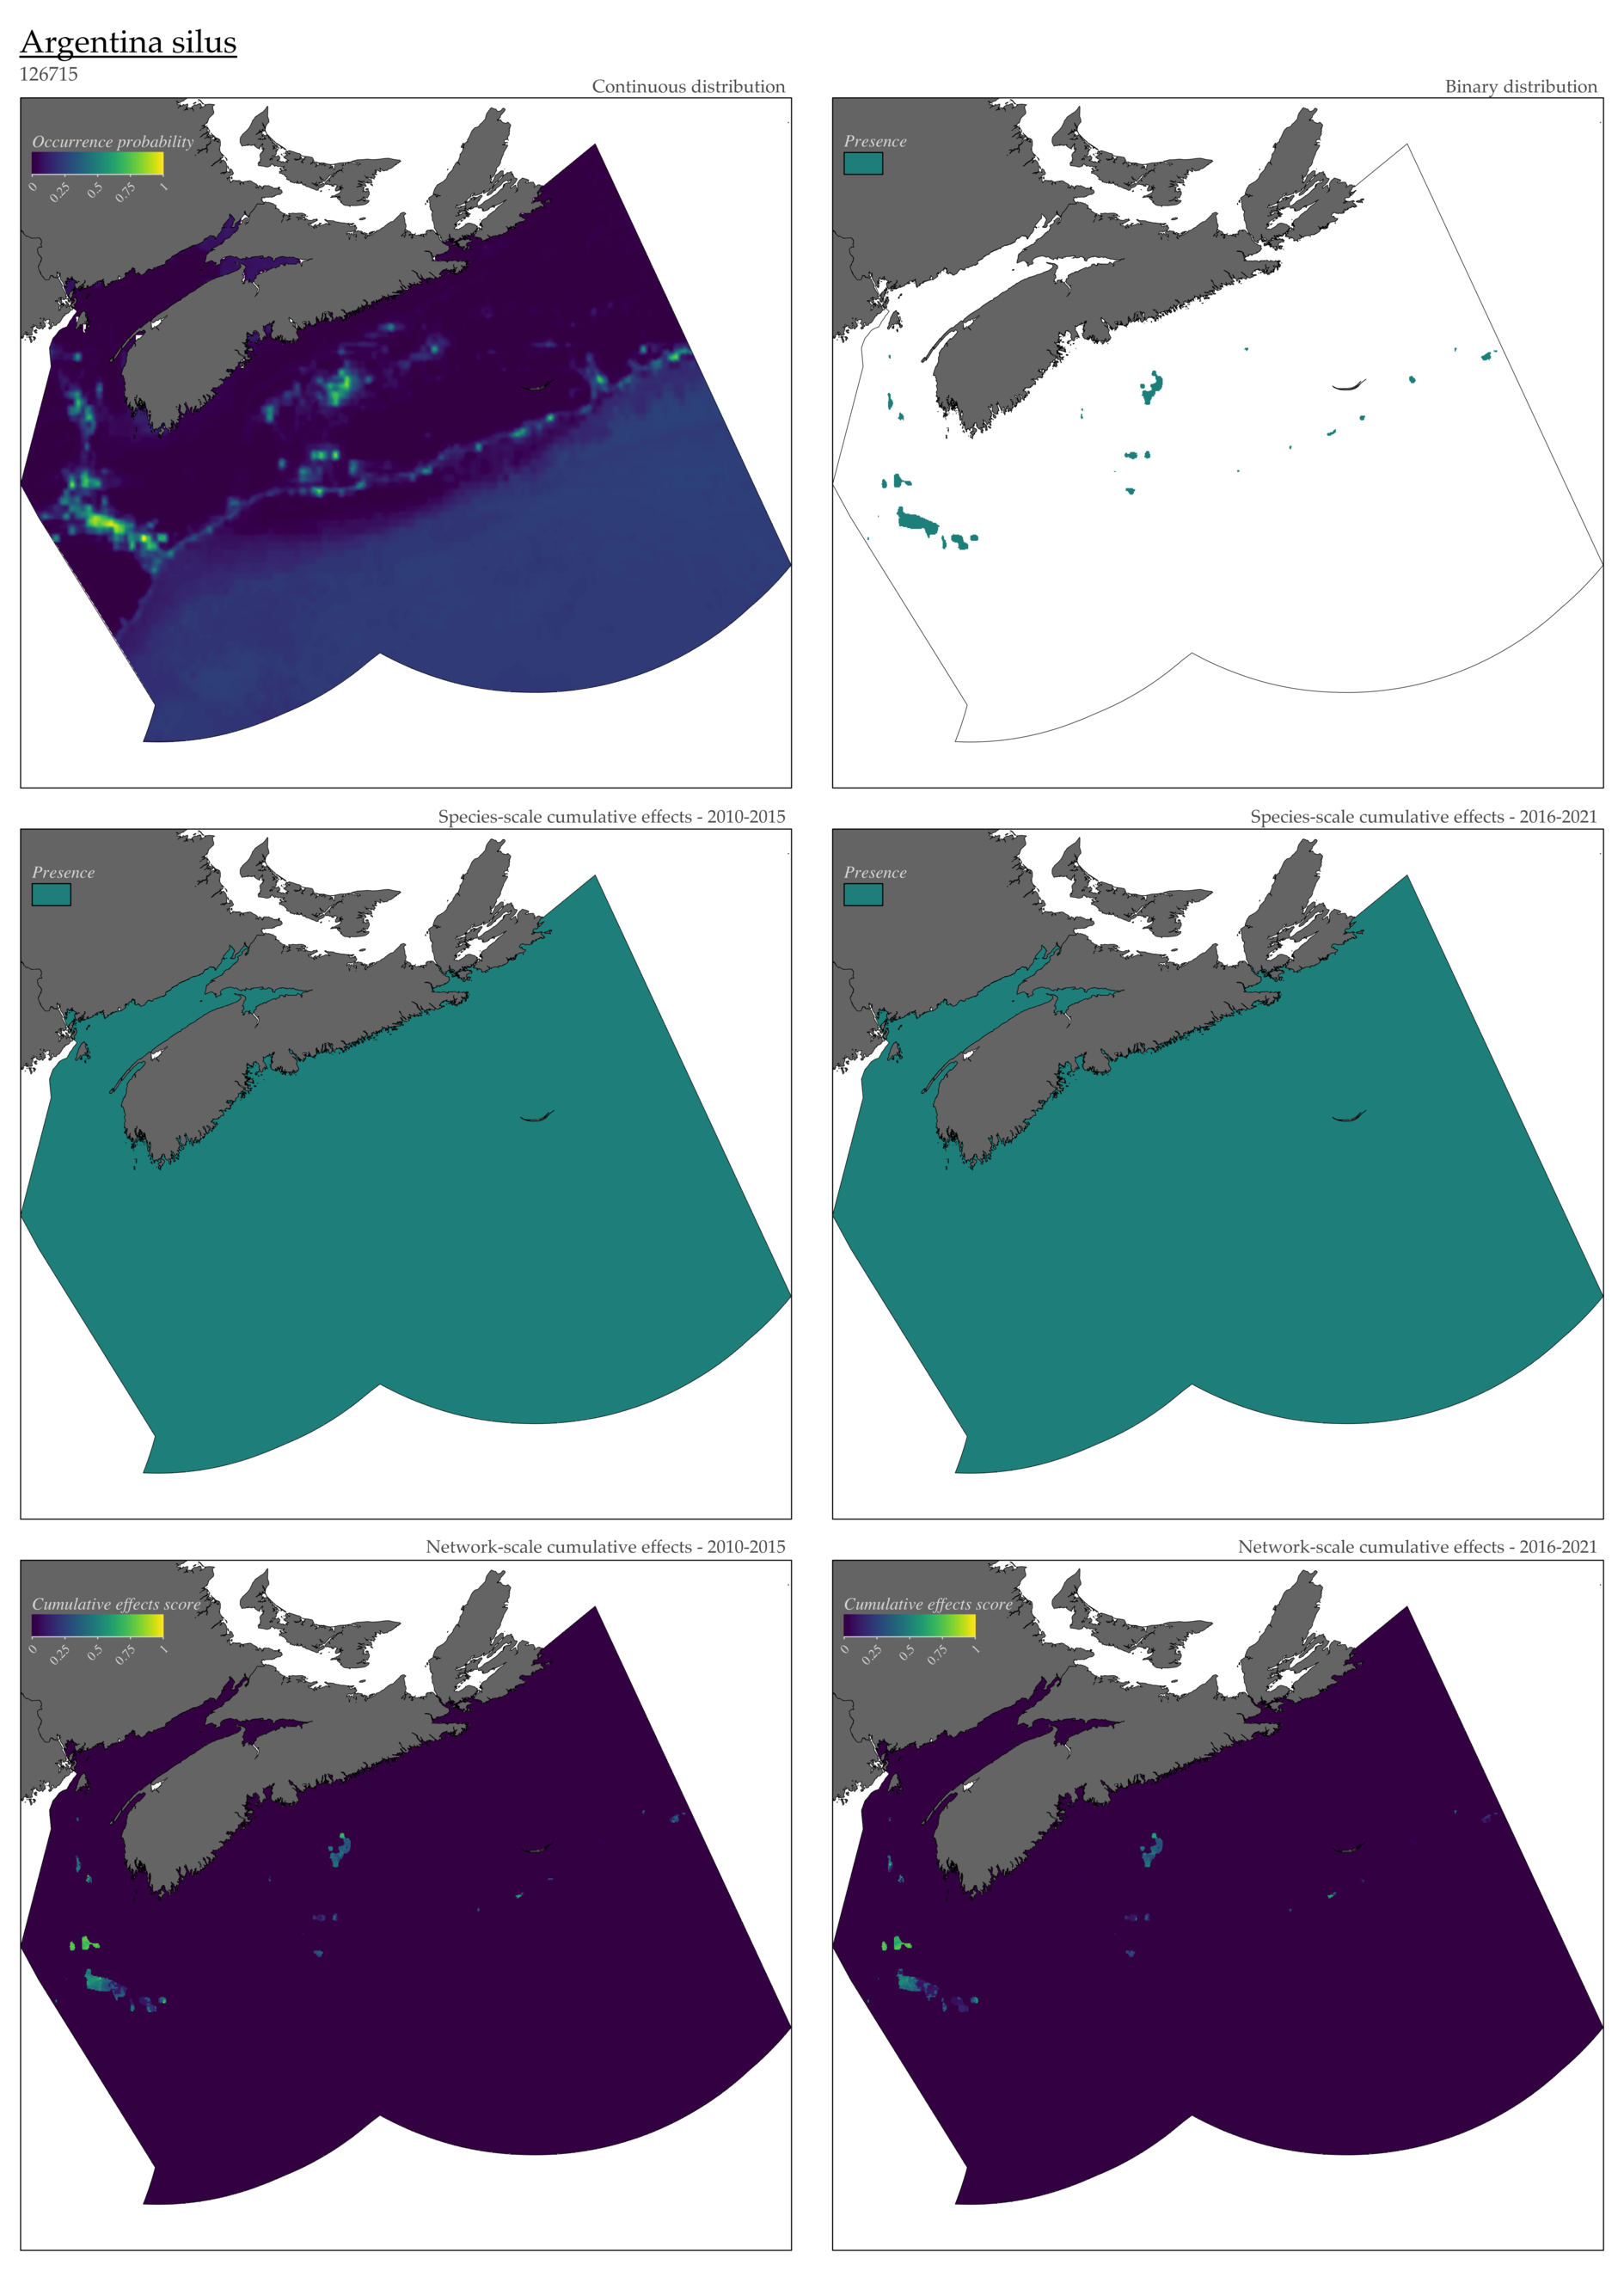 Argentina silus
126715
Continuous distribution
Occurrence probability
0 0.25 0.5 0.75 1
Binary distribution
Presence
Species-scale cumulative effects - 2010-2015
Presence
Species-scale cumulative effects - 2016-2021
Presence
Network-scale cumulative effects - 2010-2015
Cumulative effects score
0 0.25 0.5 0.75 1
Network-scale cumulative effects - 2016-2021
Cumulative effects score
0 0.25 0.5 0.75 1